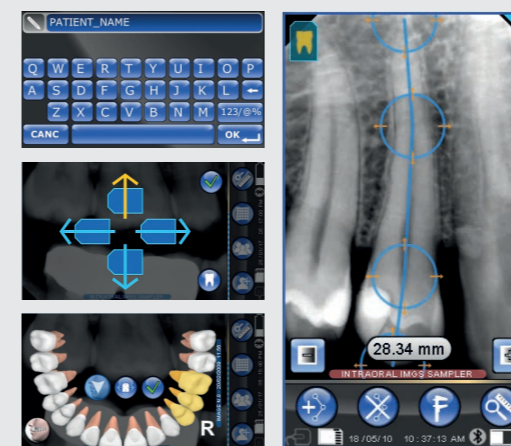 PATIENT_NAME
Q W E R T Y U I O P
A S D F G H J K L
Z X C V B N M 123/@%
CANC OK
R
28.34 mm
INTRAORAL IMGS SAMPLER
18/05/10 10:37:13 AM